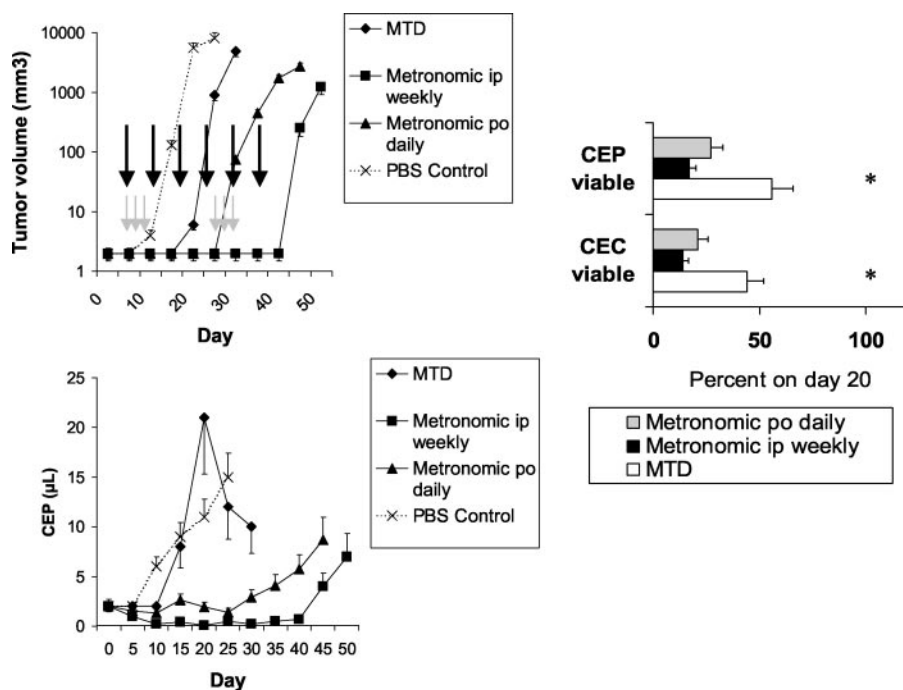 Tumor volume (mm3)
10000
1000
100
10
1
0
10
20
30
40
50
Day
MTD
Metronomic ip
weekly
Metronomic po
daily
PBS Control
CEP
viable
CEC
viable
*
*
0
50
100
Percent on day 20
Metronomic po daily
Metronomic ip weekly
MTD
CEP (µL)
25
20
15
10
5
0
0 5 10 15 20 25 30 35 40 45 50
Day
MTD
Metronomic ip
weekly
Metronomic po
daily
PBS Control